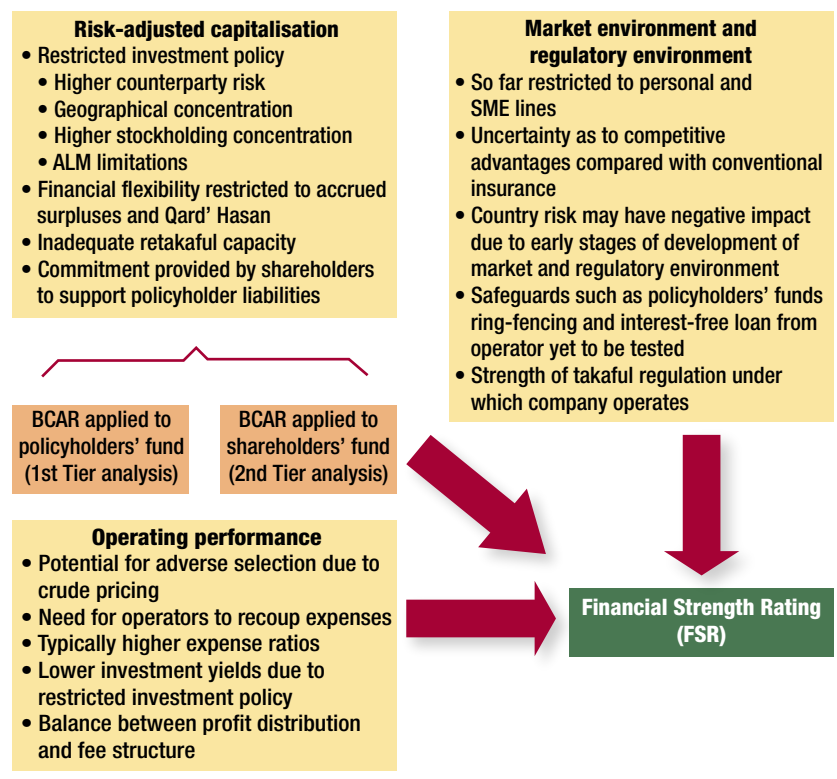 Risk-adjusted capitalisation
• Restricted investment policy
• Higher counterparty risk
• Geographical concentration
• Higher stockholding concentration
• ALM limitations
• Financial flexibility restricted to accrued
surpluses and Qard’ Hasan
• Inadequate retakaful capacity
• Commitment provided by shareholders
to support policyholder liabilities
BCAR applied to
policyholders’ fund
(1st Tier analysis)
BCAR applied to
shareholders’ fund
(2nd Tier analysis)
Operating performance
• Potential for adverse selection due to
crude pricing
• Need for operators to recoup expenses
• Typically higher expense ratios
• Lower investment yields due to
restricted investment policy
• Balance between profit distribution
and fee structure
Market environment and
regulatory environment
• So far restricted to personal and
SME lines
• Uncertainty as to competitive
advantages compared with conventional
insurance
• Country risk may have negative impact
due to early stages of development of
market and regulatory environment
• Safeguards such as policyholders’ funds
ring-fencing and interest-free loan from
operator yet to be tested
• Strength of takaful regulation under
which company operates
Financial Strength Rating
(FSR)